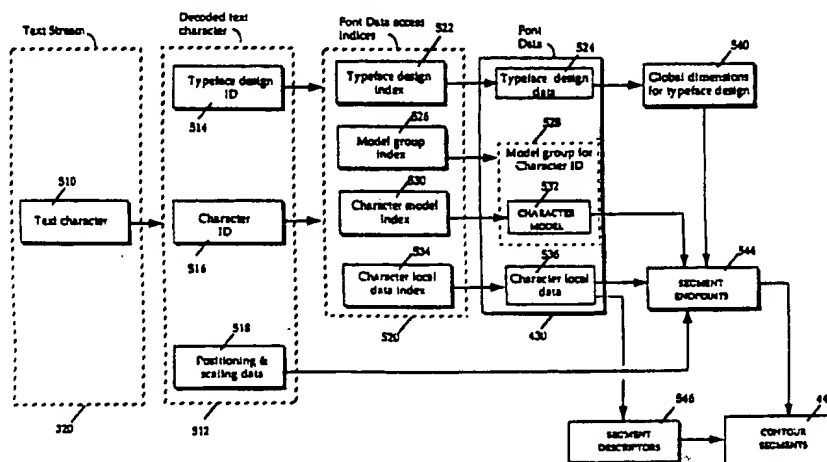 Text Stream
Decoded text
character
Font Data access
indices
522
Font
Data
524
540
Typeface design
ID
514
Typeface design
index
Typeface design
data
Global dimensions
for typeface design
526
Model group
index
528
Model group for
Character ID
510
Text character
Character
ID
516
530
Character model
index
532
CHARACTER
MODEL
534
Character local
data index
536
Character local
data
544
SEGMENT
ENDPOINTS
520
430
518
Positioning &
scaling data
320
512
546
SEGMENT
DESCRIPTORS
44
CONTOUR
SEGMENTS